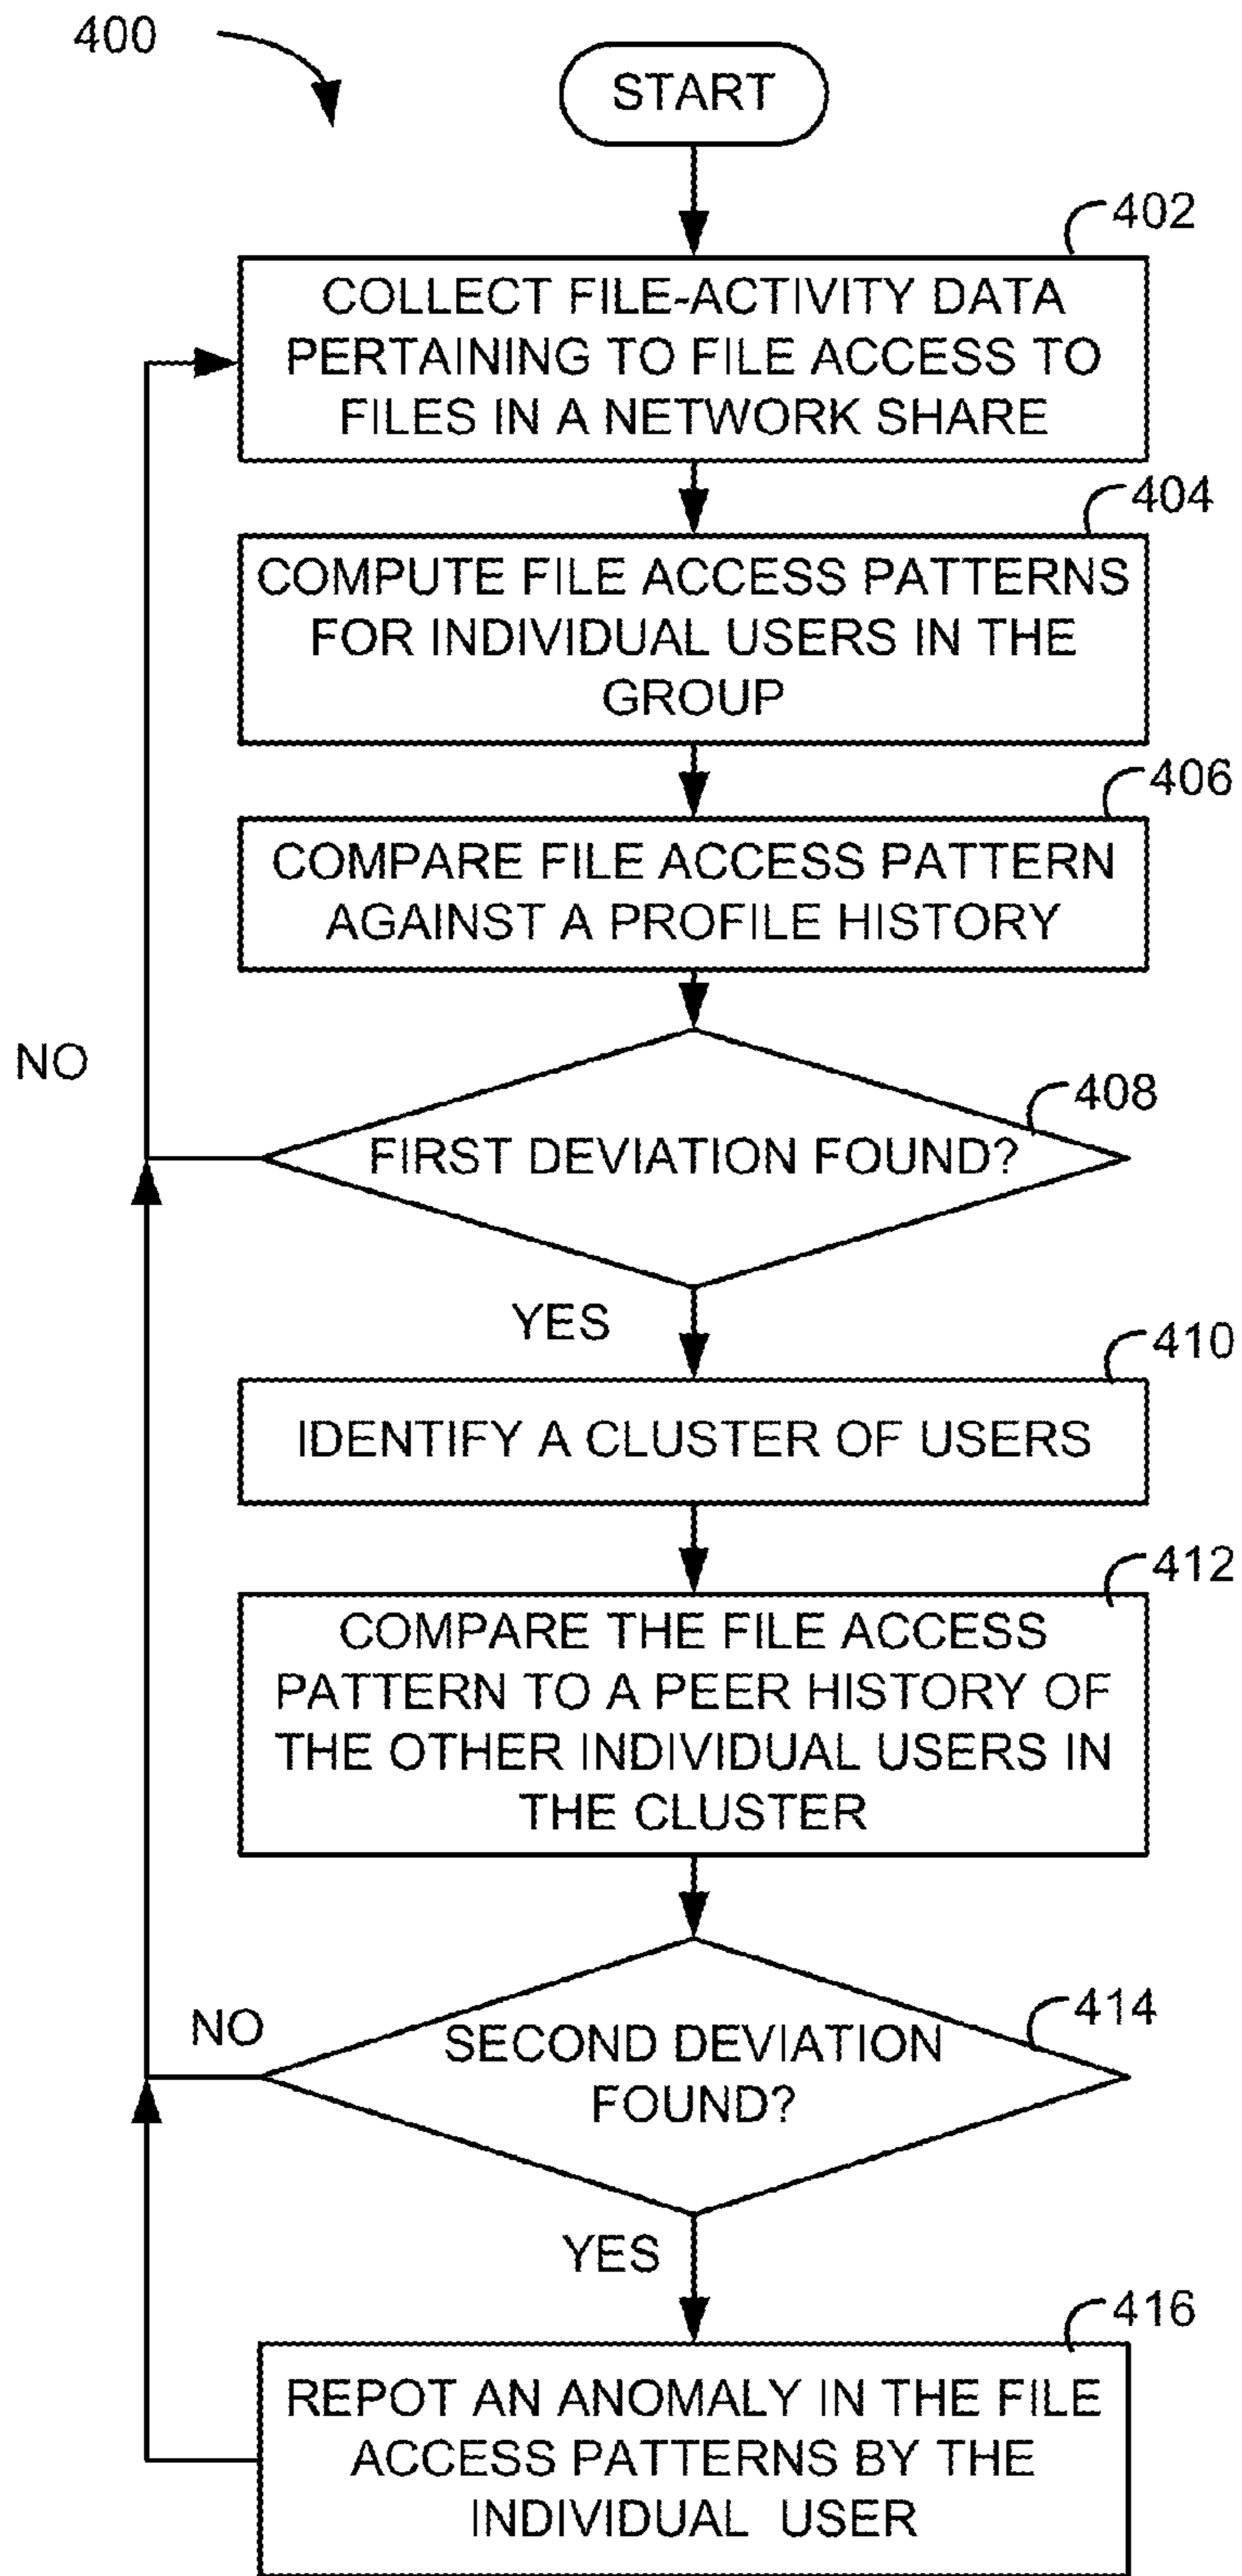 400
START
402
COLLECT FILE-ACTIVITY DATA
PERTAINING TO FILE ACCESS TO
FILES IN A NETWORK SHARE
404
COMPUTE FILE ACCESS PATTERNS
FOR INDIVIDUAL USERS IN THE
GROUP
406
COMPARE FILE ACCESS PATTERN
AGAINST A PROFILE HISTORY
NO
408
FIRST DEVIATION FOUND?
YES
410
IDENTIFY A CLUSTER OF USERS
412
COMPARE THE FILE ACCESS
PATTERN TO A PEER HISTORY OF
THE OTHER INDIVIDUAL USERS IN
THE CLUSTER
NO
414
SECOND DEVIATION
FOUND?
YES
416
REPOT AN ANOMALY IN THE FILE
ACCESS PATTERNS BY THE
INDIVIDUAL USER